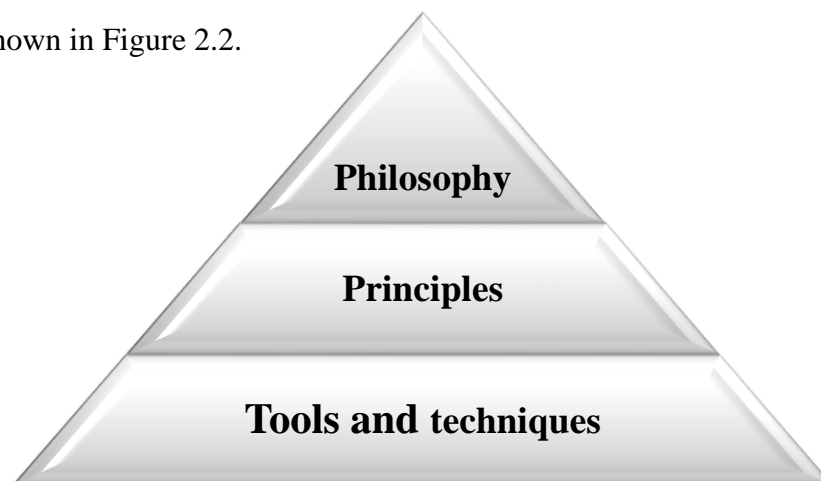 hown in Figure 2.2.
Philosophy
Principles
Tools and techniques